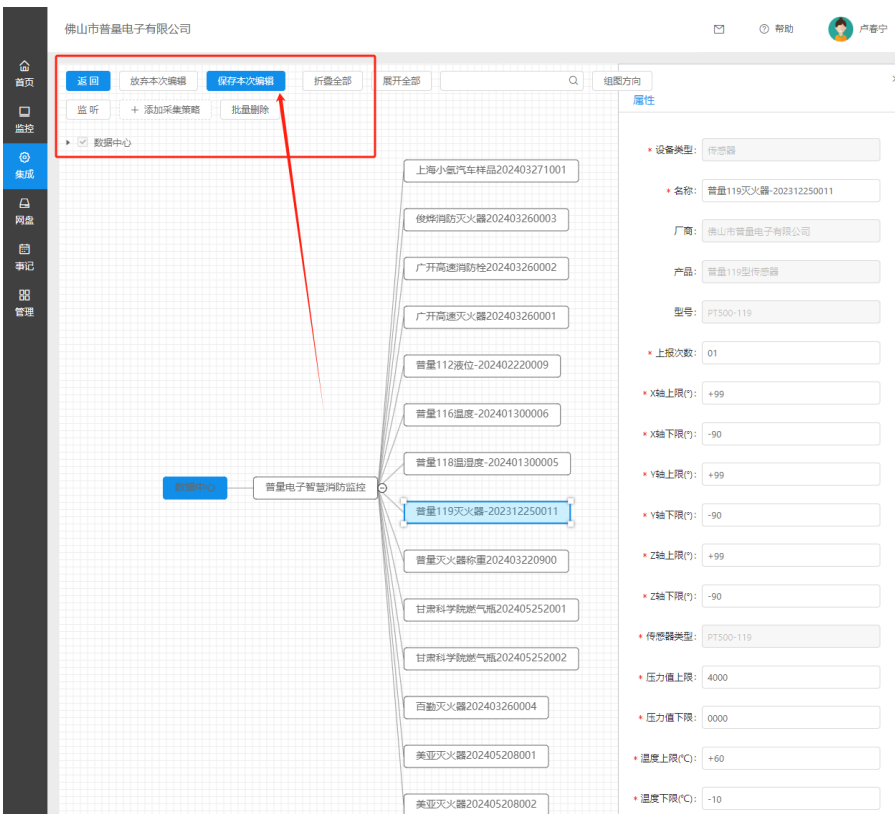 佛山市普量电子有限公司
帮助
卢春宁
首页
监控
集成
网盘
事记
管理
返 回
放弃本次编辑
保存本次编辑
折叠全部
展开全部
组图方向
监 听
+ 添加采集策略
批量删除
数据中心
数据中心
普量电子智慧消防监控
上海小氢汽车样品202403271001
俊烨消防灭火器202403260003
广开高速消防栓202403260002
广开高速灭火器202403260001
普量112液位-202402220009
普量116温度-202401300006
普量118温湿度-202401300005
普量119灭火器-202312250011
普量灭火器称重202403220900
甘肃科学院燃气瓶202405252001
甘肃科学院燃气瓶202405252002
百勤灭火器202403260004
美亚灭火器202405208001
美亚灭火器202405208002
属性
* 设备类型: 传感器
* 名称: 普量119灭火器-202312250011
厂商: 佛山市普量电子有限公司
产品: 普量119型传感器
型号: PT500-119
* 上报次数: 01
* X轴上限(°): +99
* X轴下限(°): -90
* Y轴上限(°): +99
* Y轴下限(°): -90
* Z轴上限(°): +99
* Z轴下限(°): -90
* 传感器类型: PT500-119
* 压力值上限: 4000
* 压力值下限: 0000
* 温度上限(℃): +60
* 温度下限(℃): -10